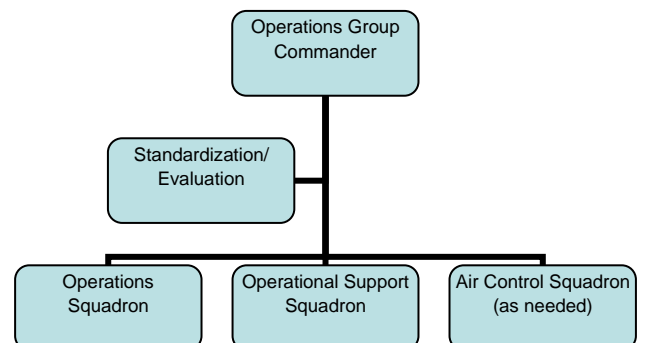 Operations Group
Commander
Standardization/
Evaluation
Operations
Squadron
Operational Support
Squadron
Air Control Squadron
(as needed)